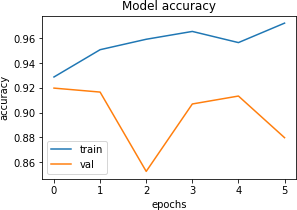 Model accuracy
0.96
0.94
0.92
0.90
0.88
0.86
accuracy
train
val
0 1 2 3 4 5
epochs